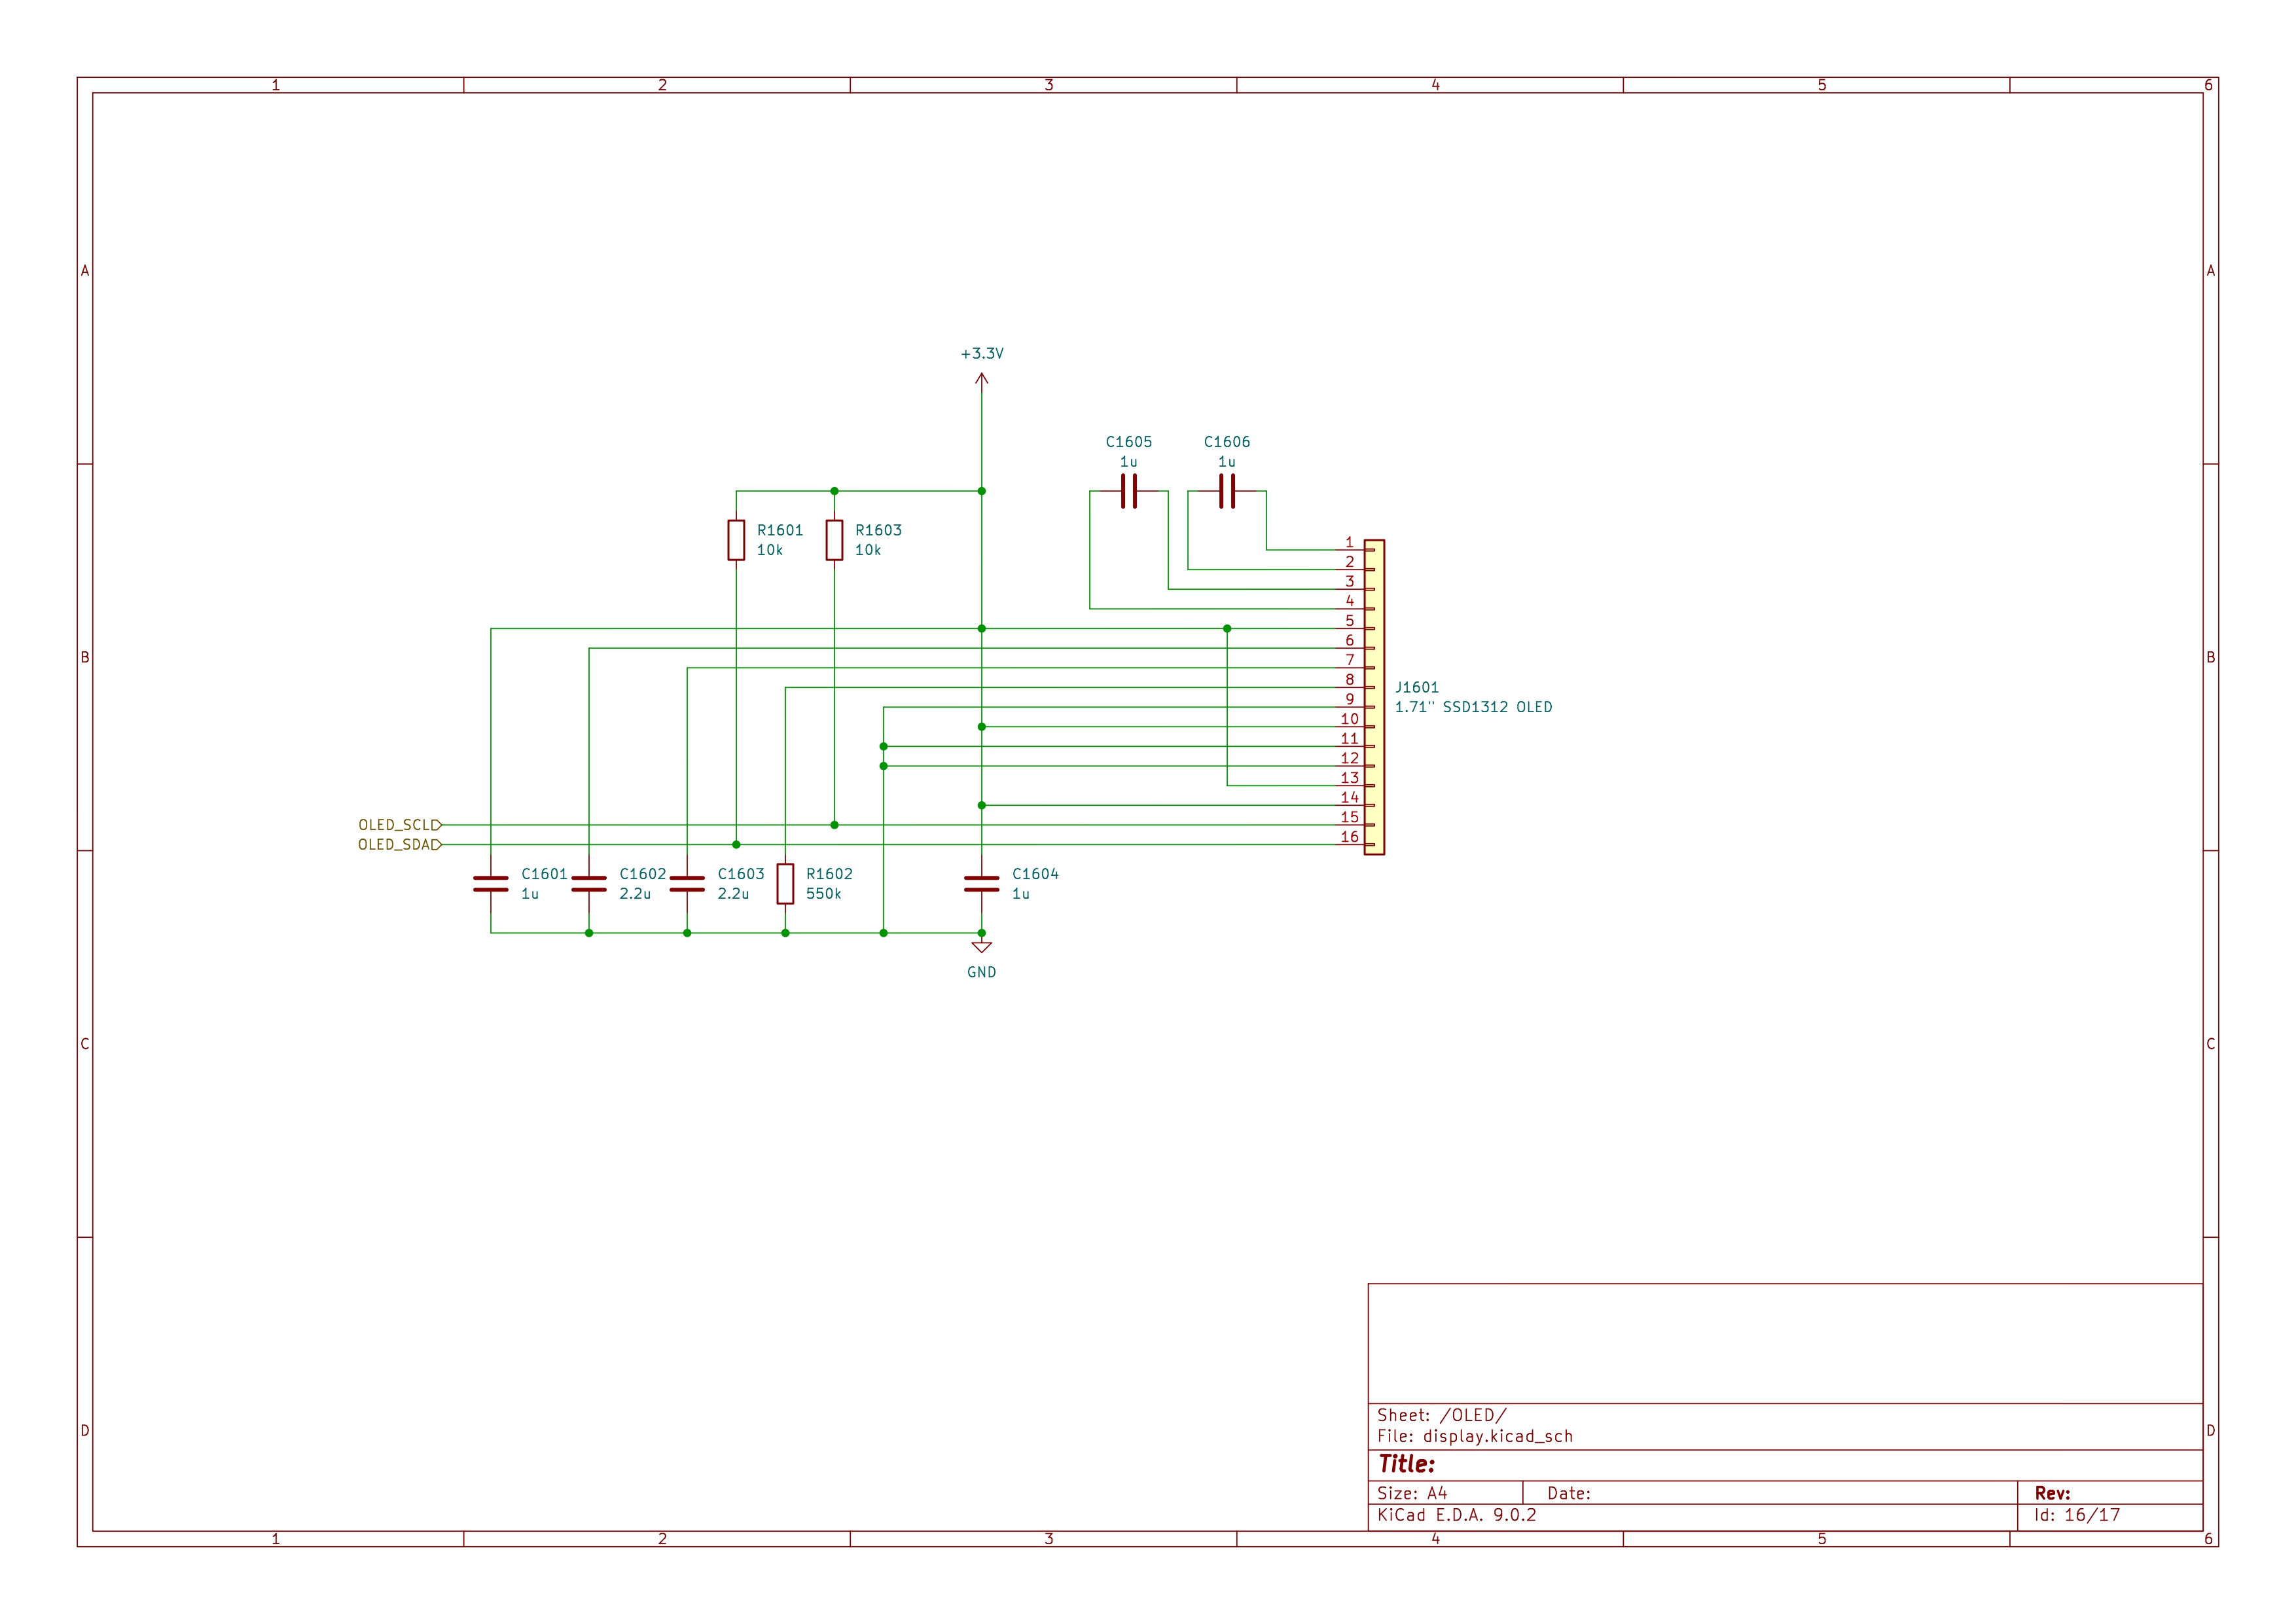 1 2 3 4 5 6
A A
+3.3V
C1605 C1606
1u 1u
R1601 R1603
10k 10k
1
2
3
4
5
6
7
8
9
10
11
12
13
14
15
16
B B
J1601
1.71" SSD1312 OLED
OLED_SCL
OLED_SDA
C1601 C1602 C1603 R1602 C1604
1u 2.2u 2.2u 550k 1u
GND
C C
D D
Sheet: /OLED/
File: display.kicad_sch
Title:
Size: A4 Date: Rev:
KiCad E.D.A. 9.0.2 Id: 16/17
1 2 3 4 5 6